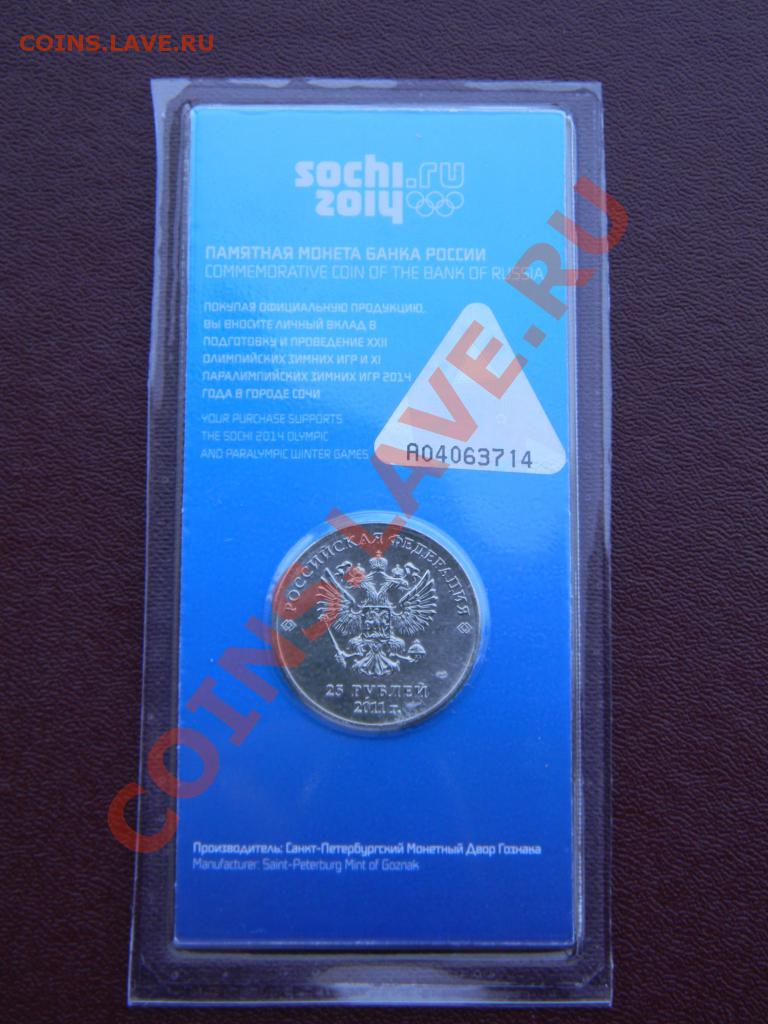 COINS.LAVE.RU
sochi.ru
2014
ПАМЯТНАЯ МОНЕТА БАНКА РОССИИ
COMMEMORATIVE COIN OF THE BANK OF RUSSIA
ПОКУПАЯ ОФИЦИАЛЬНУЮ ПРОДУКЦИЮ,
ВЫ ВНОСИТЕ ЛИЧНЫЙ ВКЛАД В
ПОДГОТОВКУ И ПРОВЕДЕНИЕ XXII
ОЛИМПИЙСКИХ ЗИМНИХ ИГР И XI
ПАРАЛИМПИЙСКИХ ЗИМНИХ ИГР 2014
ГОДА В ГОРОДЕ СОЧИ
YOUR PURCHASE SUPPORTS
THE SOCHI 2014 OLYMPIC
AND PARALYMPIC WINTER GAMES
A04063714
РОССИЙСКАЯ ФЕДЕРАЦИЯ
25 РУБЛЕЙ
2011 г.
Производитель: Санкт-Петербургский Монетный Двор Гознака
Manufacturer: Saint-Peterburg Mint of Goznak
COINS.LAVE.RU